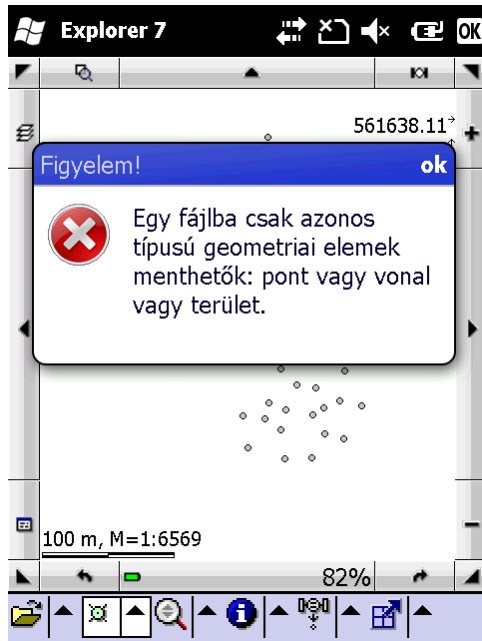 Explorer 7
OK
561638.11
Figyelem!
ok
Egy fájlba csak azonos
típusú geometriai elemek
menthetők: pont vagy vonal
vagy terület.
100 m, M=1:6569
82%